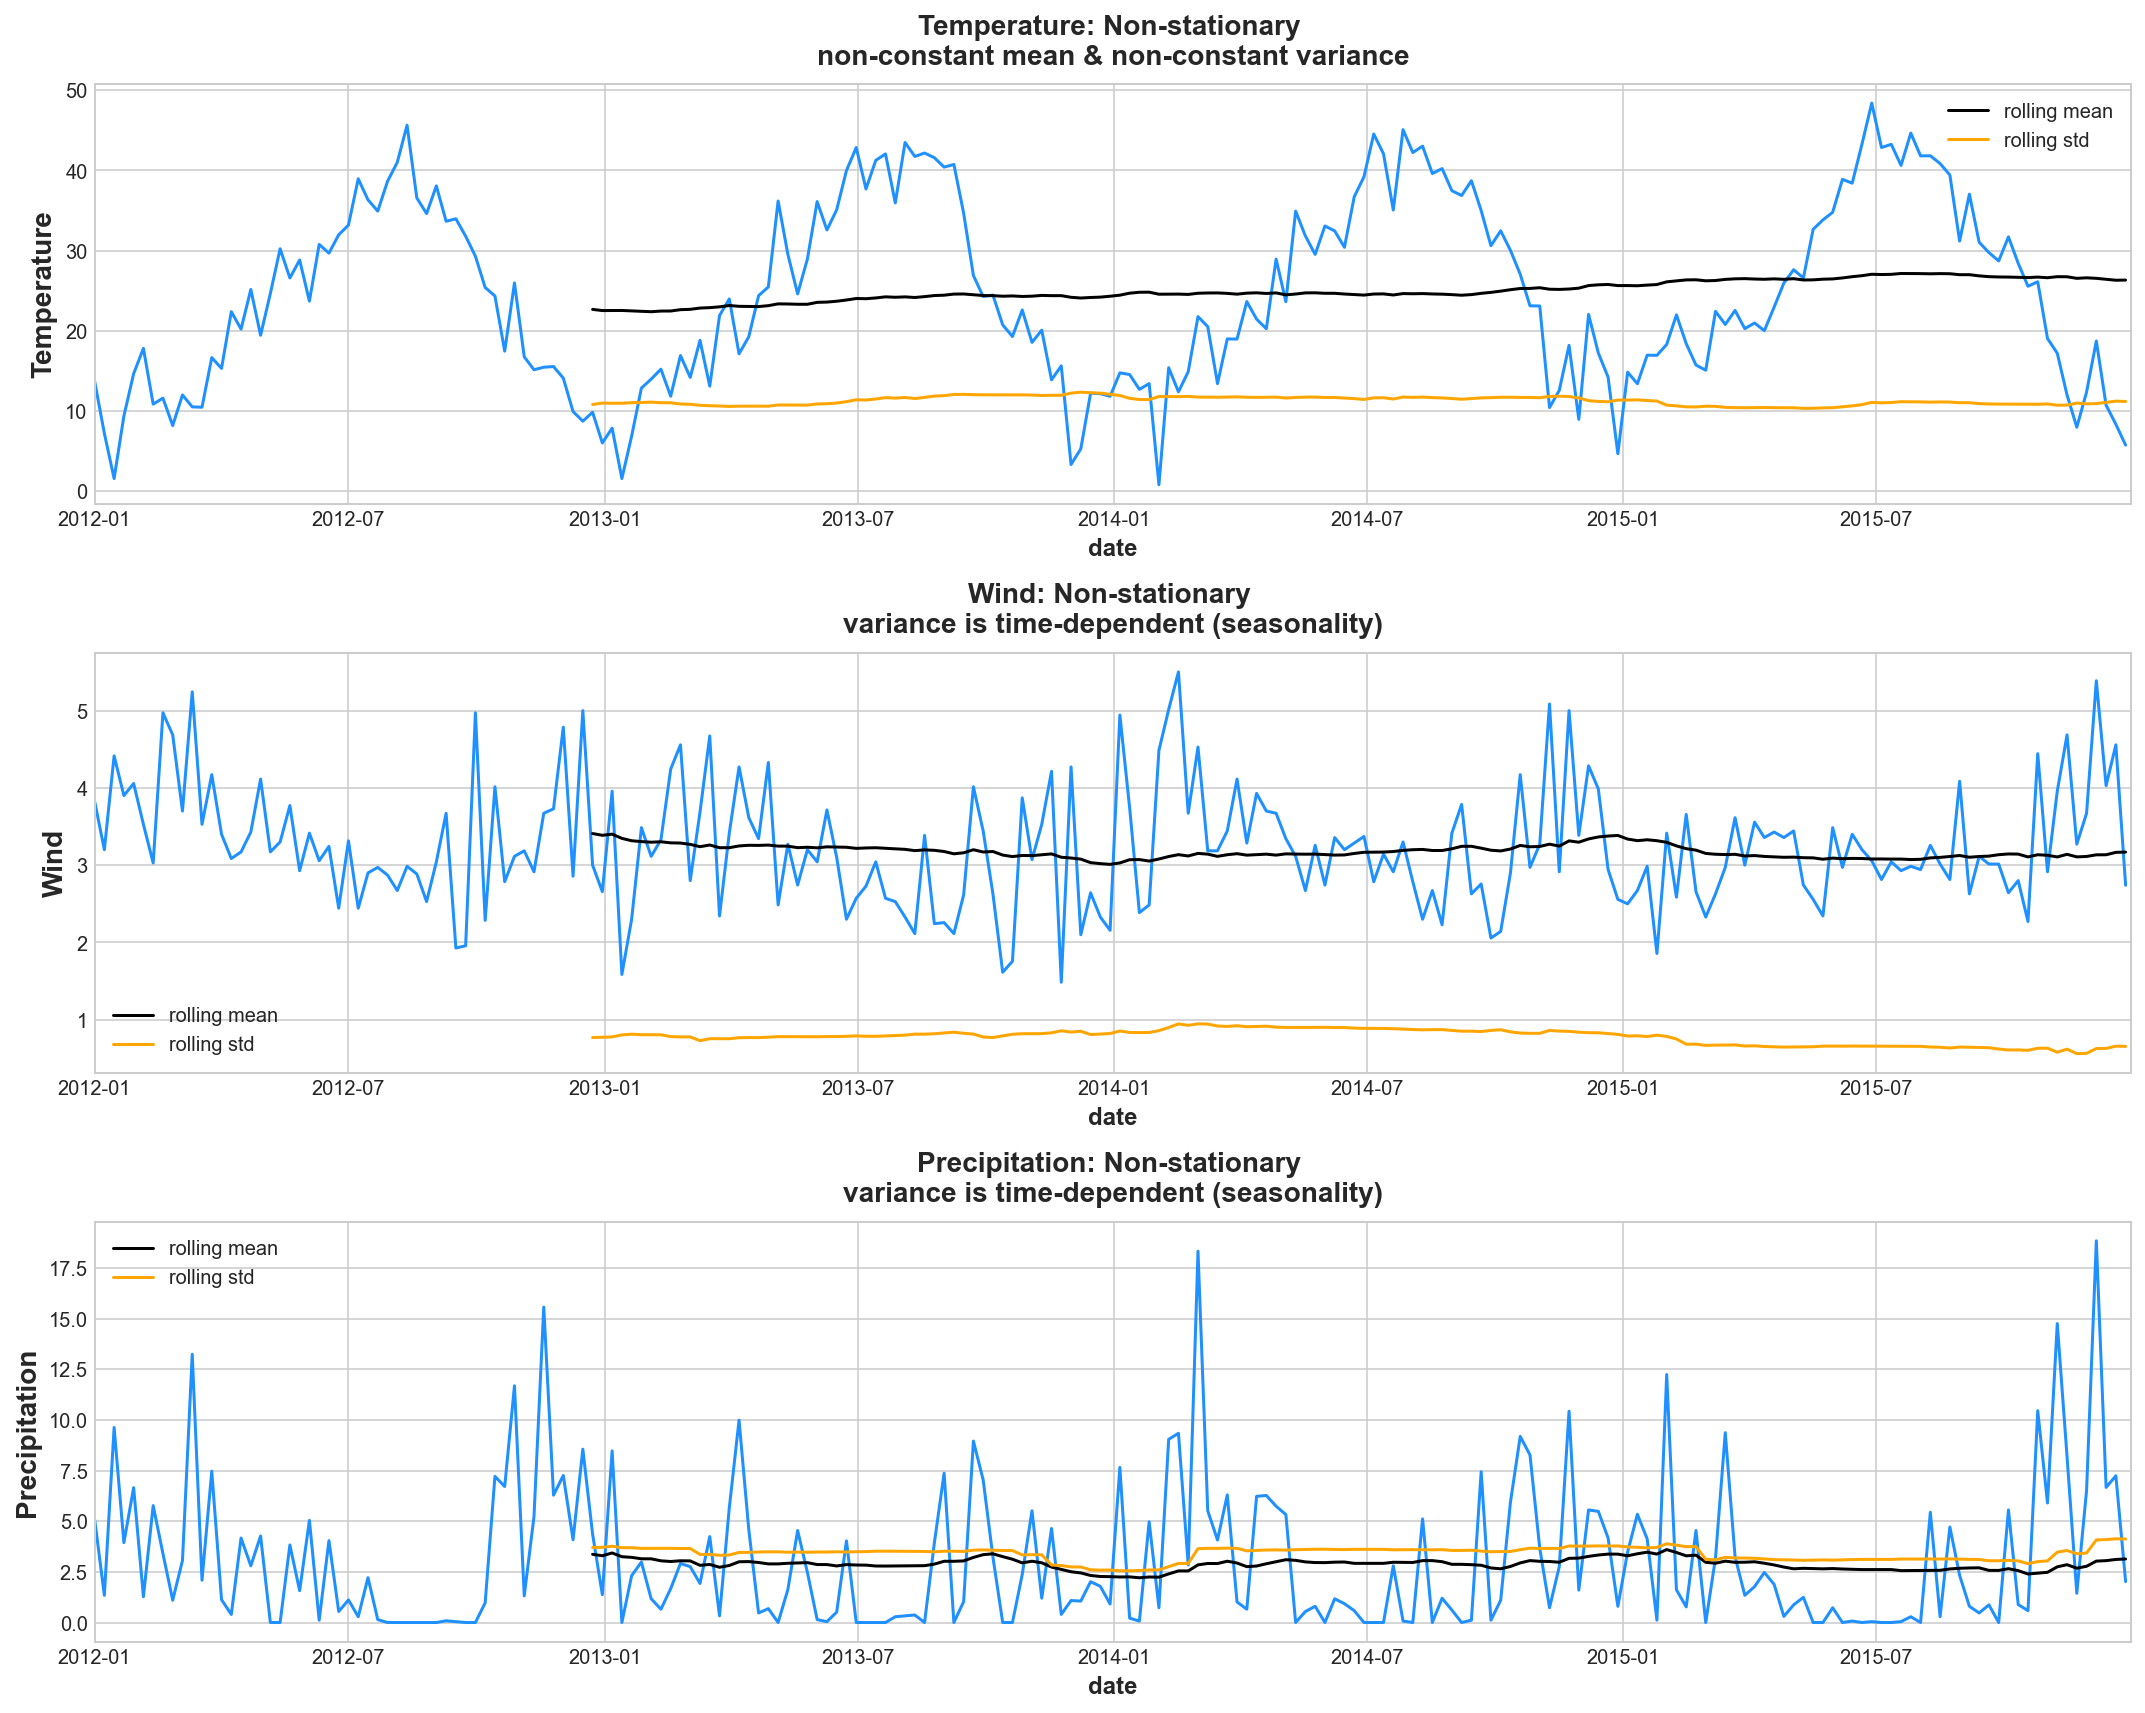 Temperature: Non-stationary
non-constant mean & non-constant variance
Temperature
50
40
30
20
10
0
rolling mean
rolling std
2012-01 2012-07 2013-01 2013-07 2014-01 2014-07 2015-01 2015-07
date
Wind: Non-stationary
variance is time-dependent (seasonality)
Wind
5
4
3
2
1
rolling mean
rolling std
2012-01 2012-07 2013-01 2013-07 2014-01 2014-07 2015-01 2015-07
date
Precipitation: Non-stationary
variance is time-dependent (seasonality)
Precipitation
rolling mean
rolling std
17.5
15.0
12.5
10.0
7.5
5.0
2.5
0.0
2012-01 2012-07 2013-01 2013-07 2014-01 2014-07 2015-01 2015-07
date